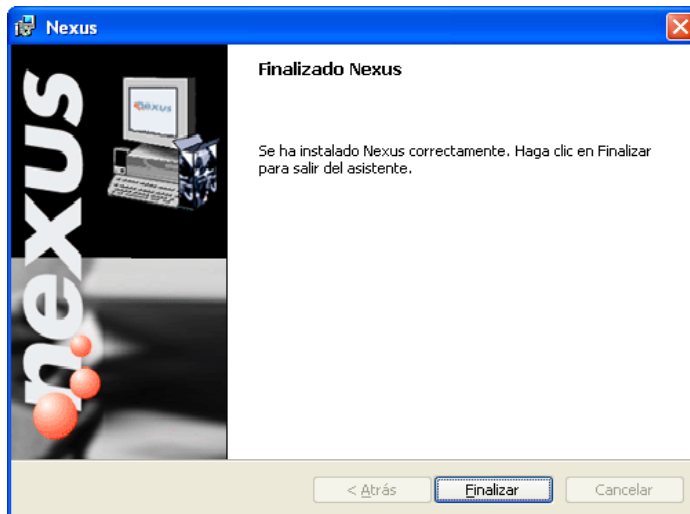 Nexus
nexus
nexus
Finalizado Nexus
Se ha instalado Nexus correctamente. Haga clic en Finalizar
para salir del asistente.
< Atrás
Finalizar
Cancelar